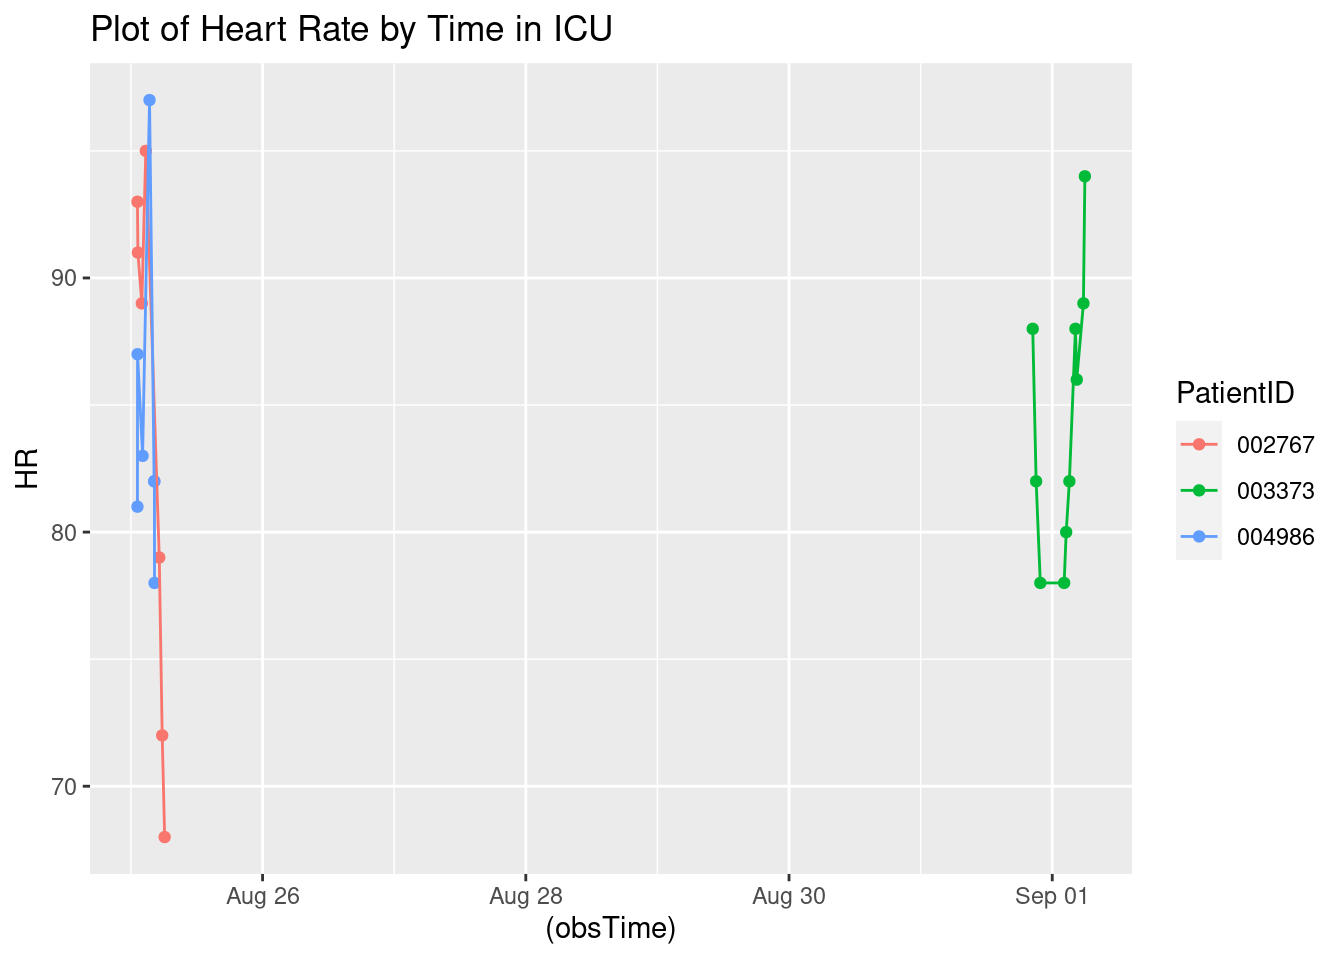 Plot of Heart Rate by Time in ICU
HR
90
80
70
Aug 26
Aug 28
Aug 30
Sep 01
(obsTime)
PatientID
002767
003373
004986